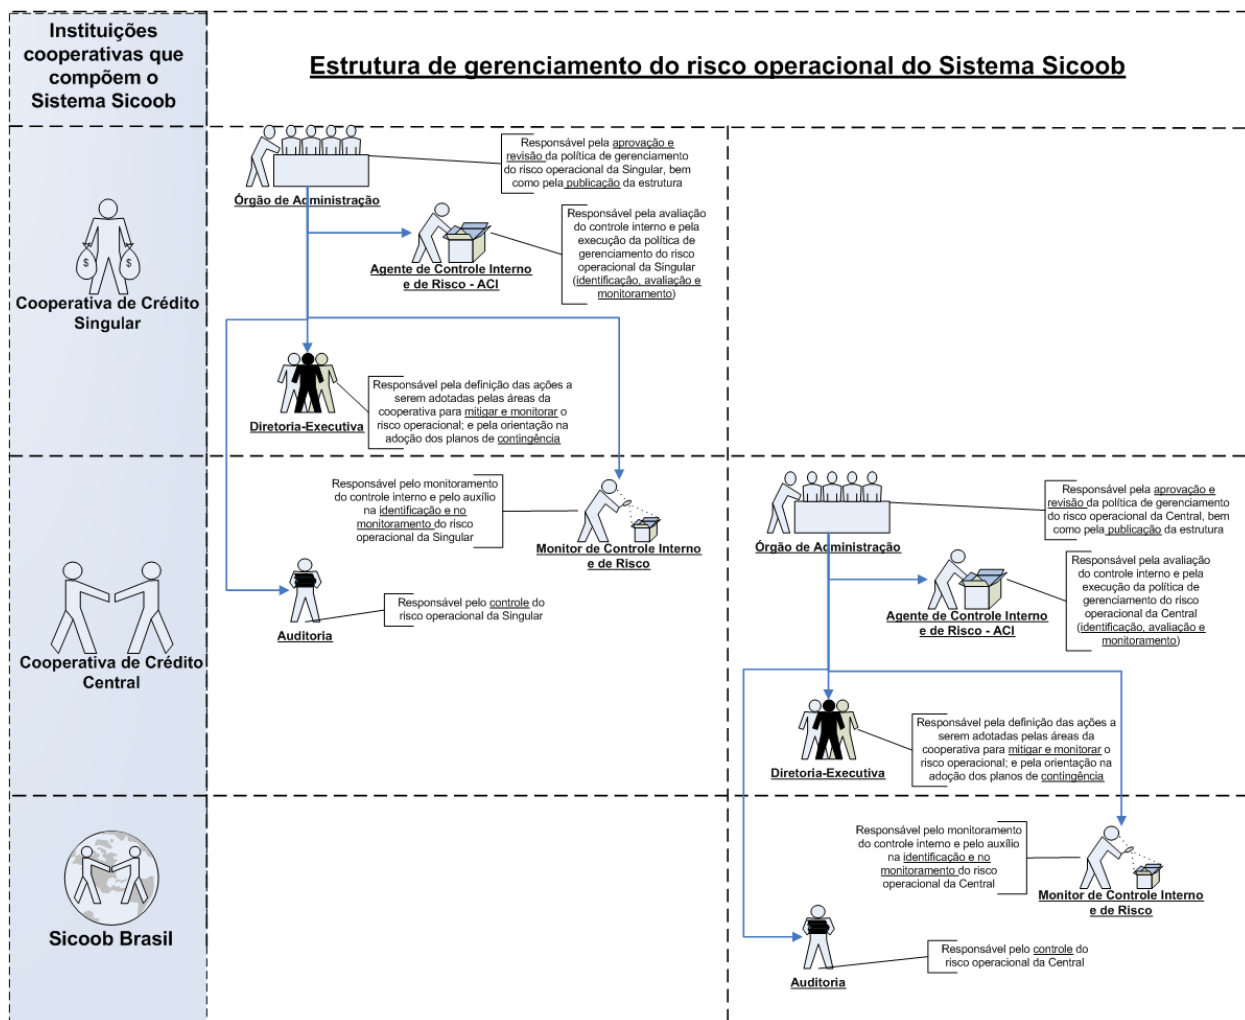 Instituições
cooperativas que
compõem o
Sistema Sicoob
Estrutura de gerenciamento do risco operacional do Sistema Sicoob
Cooperativa de Crédito
Singular
Órgão de Administração
Responsável pela aprovação e
revisão da política de gerenciamento
do risco operacional da Singular, bem
como pela publicação da estrutura
Agente de Controle Interno
e de Risco - ACI
Responsável pela avaliação
do controle interno e pela
execução da política de
gerenciamento do risco
operacional da Singular
(identificação, avaliação e
monitoramento)
Diretoria-Executiva
Responsável pela definição das ações a
serem adotadas pelas áreas da
cooperativa para mitigar e monitorar o
risco operacional; e pela orientação na
adoção dos planos de contingência
Cooperativa de Crédito
Central
Responsável pelo monitoramento
do controle interno e pelo auxílio
na identificação e no
monitoramento do risco
operacional da Singular
Monitor de Controle Interno
e de Risco
Auditoria
Responsável pelo controle do
risco operacional da Singular
Órgão de Administração
Responsável pela aprovação e
revisão da política de gerenciamento
do risco operacional da Central, bem
como pela publicação da estrutura
Agente de Controle Interno
e de Risco - ACI
Responsável pela avaliação
do controle interno e pela
execução da política de
gerenciamento do risco
operacional da Central
(identificação, avaliação e
monitoramento)
Diretoria-Executiva
Responsável pela definição das ações a
serem adotadas pelas áreas da
cooperativa para mitigar e monitorar o
risco operacional; e pela orientação na
adoção dos planos de contingência
Sicoob Brasil
Responsável pelo monitoramento
do controle interno e pelo auxílio
na identificação e no
monitoramento do risco
operacional da Central
Monitor de Controle Interno
e de Risco
Auditoria
Responsável pelo controle do
risco operacional da Central
$
$